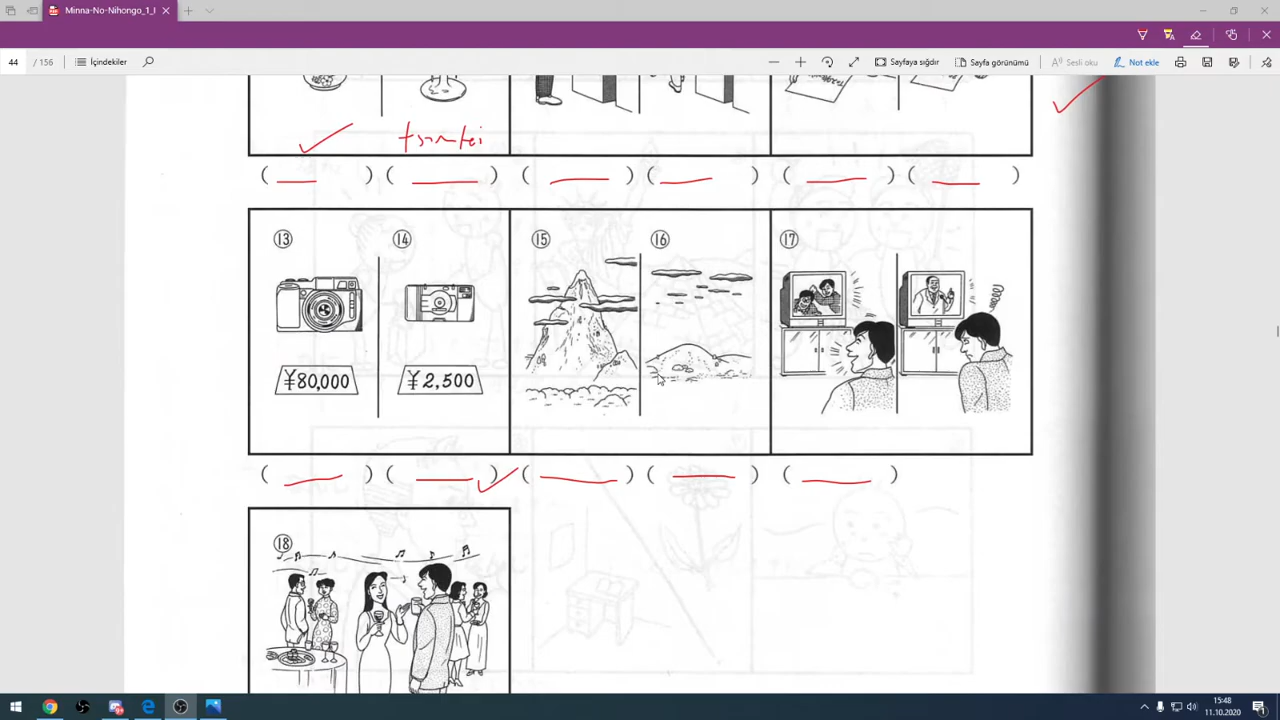 Minna-No-Nihongo_1_I
44 / 156 İçindekiler Sayfaya sığdır Sayfa görünümü Sesli oku Not ekle
( ) ( ) ( ) ( ) ( ) ( )
⑬ ⑭ ⑮ ⑯ ⑰
¥80,000 ¥2,500
( ) ( ) ( ) ( ) ( )
⑱
15:48
11.10.2020